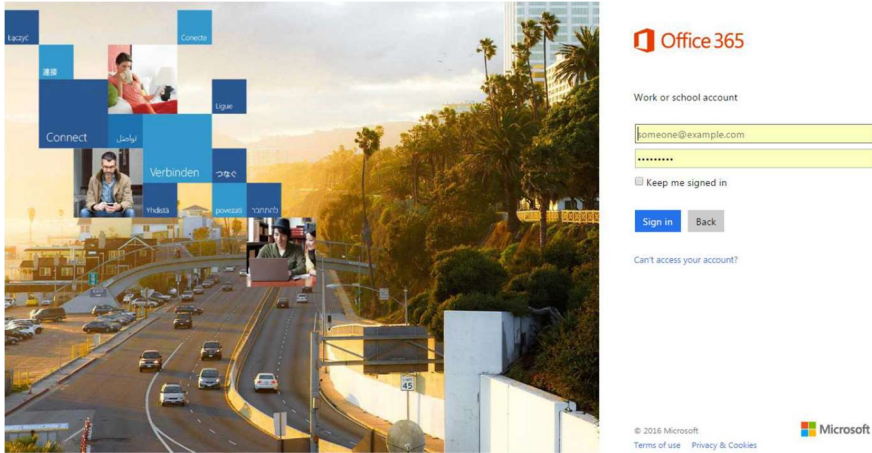 Łączyć
Conecte
連接
Ligue
Connect
تواصل
Verbinden
つなぐ
Yhdistä
povezati
להתחבר
45
Office 365
Work or school account
someone@example.com
•••••••••
Keep me signed in
Sign in
Back
Can't access your account?
© 2016 Microsoft
Terms of use Privacy & Cookies
Microsoft